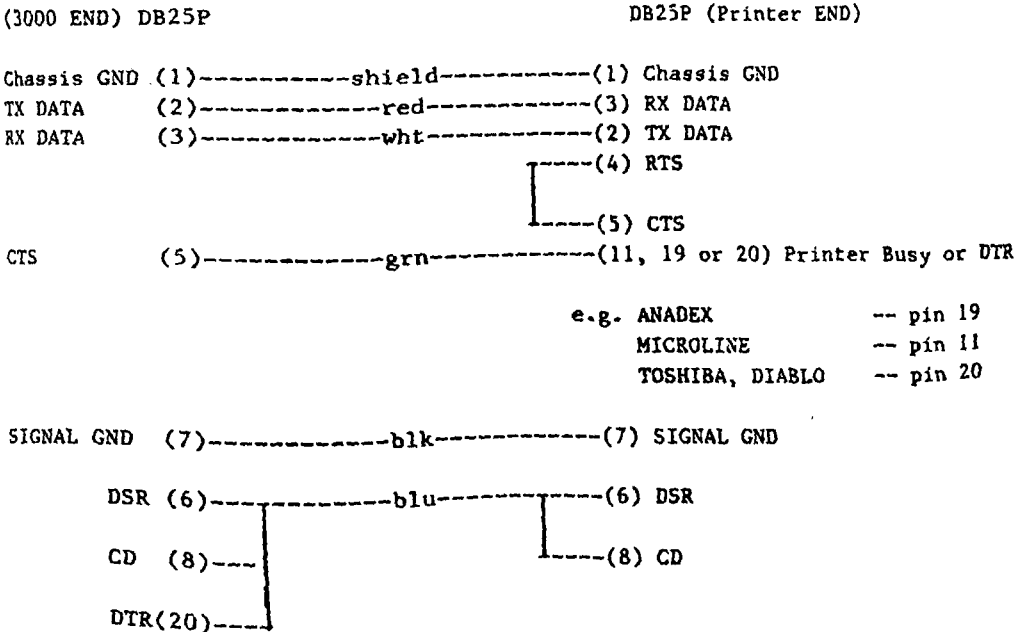 (3000 END) DB25P DB25P (Printer END)
Chassis GND (1)-----------shield------------(1) Chassis GND
TX DATA (2)-------------red-------------(3) RX DATA
RX DATA (3)-------------wht------------(2) TX DATA
-----(4) RTS
-----(5) CTS
CTS (5)-------------grn------------(11, 19 or 20) Printer Busy or DTR
e.g. ANADEX -- pin 19
MICROLINE -- pin 11
TOSHIBA, DIABLO -- pin 20
SIGNAL GND (7)-------------blk------------(7) SIGNAL GND
DSR (6)-------------blu-------------(6) DSR
CD (8)--- -----(8) CD
DTR(20)----